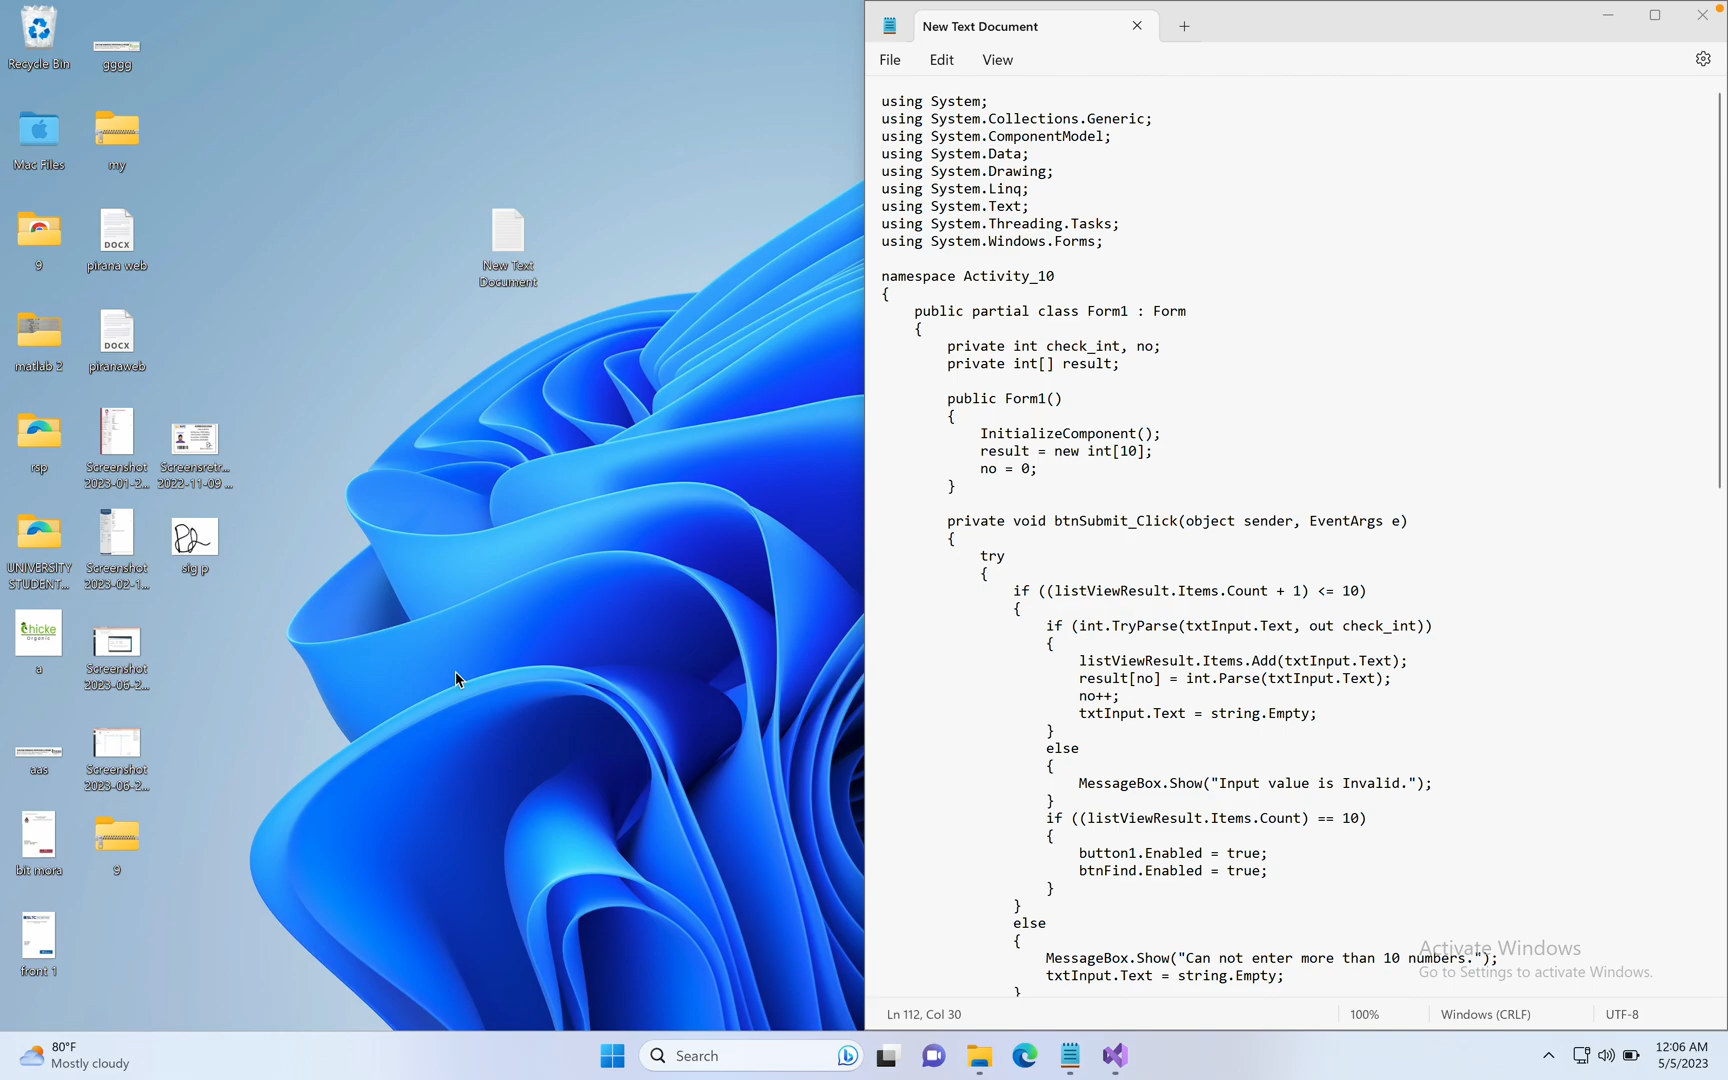 Recycle Bin
gggg
Mac Files
my
9
DOCX
pirana web
matlab 2
DOCX
piranaweb
rsp
Screenshot
2023-01-2...
Screensretr...
2022-11-09 ...
UNIVERSITY
STUDENT...
Screenshot
2023-02-1...
sig p
hicke
Organic
a
Screenshot
2023-06-2...
aas
Screenshot
2023-06-2...
bit mora
9
front 1
New Text
Document
New Text Document
File Edit View
using System;
using System.Collections.Generic;
using System.ComponentModel;
using System.Data;
using System.Drawing;
using System.Linq;
using System.Text;
using System.Threading.Tasks;
using System.Windows.Forms;
namespace Activity_10
{
public partial class Form1 : Form
{
private int check_int, no;
private int[] result;
public Form1()
{
InitializeComponent();
result = new int[10];
no = 0;
}
private void btnSubmit_Click(object sender, EventArgs e)
{
try
{
if ((listViewResult.Items.Count + 1) <= 10)
{
if (int.TryParse(txtInput.Text, out check_int))
{
listViewResult.Items.Add(txtInput.Text);
result[no] = int.Parse(txtInput.Text);
no++;
txtInput.Text = string.Empty;
}
else
{
MessageBox.Show("Input value is Invalid.");
}
if ((listViewResult.Items.Count) == 10)
{
button1.Enabled = true;
btnFind.Enabled = true;
}
}
else
{
MessageBox.Show("Can not enter more than 10 numbers.");
txtInput.Text = string.Empty;
}
Activate Windows
Go to Settings to activate Windows.
Ln 112, Col 30
100%
Windows (CRLF)
UTF-8
80°F
Mostly cloudy
Search
12:06 AM
5/5/2023